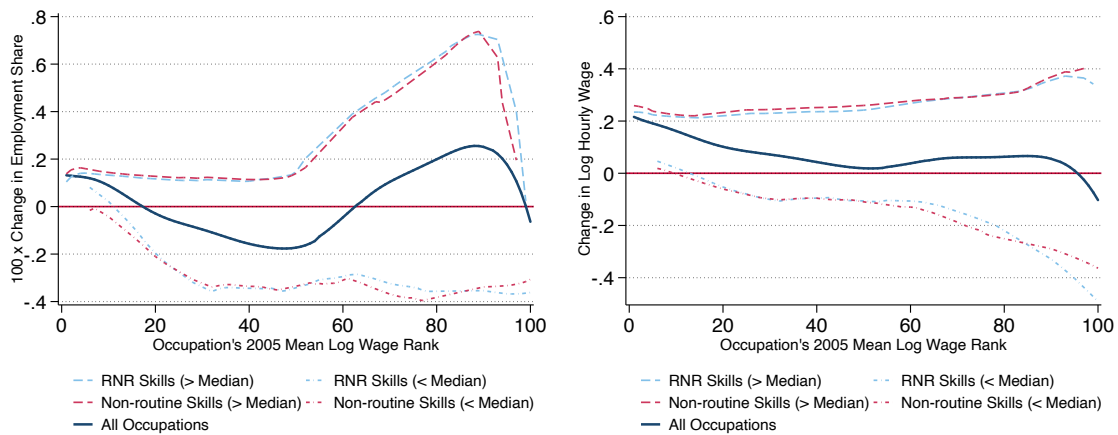 .8
.6
.4
.2
0
-.2
-.4
100 x Change in Employment Share
0 20 40 60 80 100
Occupation's 2005 Mean Log Wage Rank
RNR Skills (> Median) RNR Skills (< Median)
Non-routine Skills (> Median) Non-routine Skills (< Median)
All Occupations
.6
.4
.2
0
-.2
-.4
Change in Log Hourly Wage
0 20 40 60 80 100
Occupation's 2005 Mean Log Wage Rank
RNR Skills (> Median) RNR Skills (< Median)
Non-routine Skills (> Median) Non-routine Skills (< Median)
All Occupations